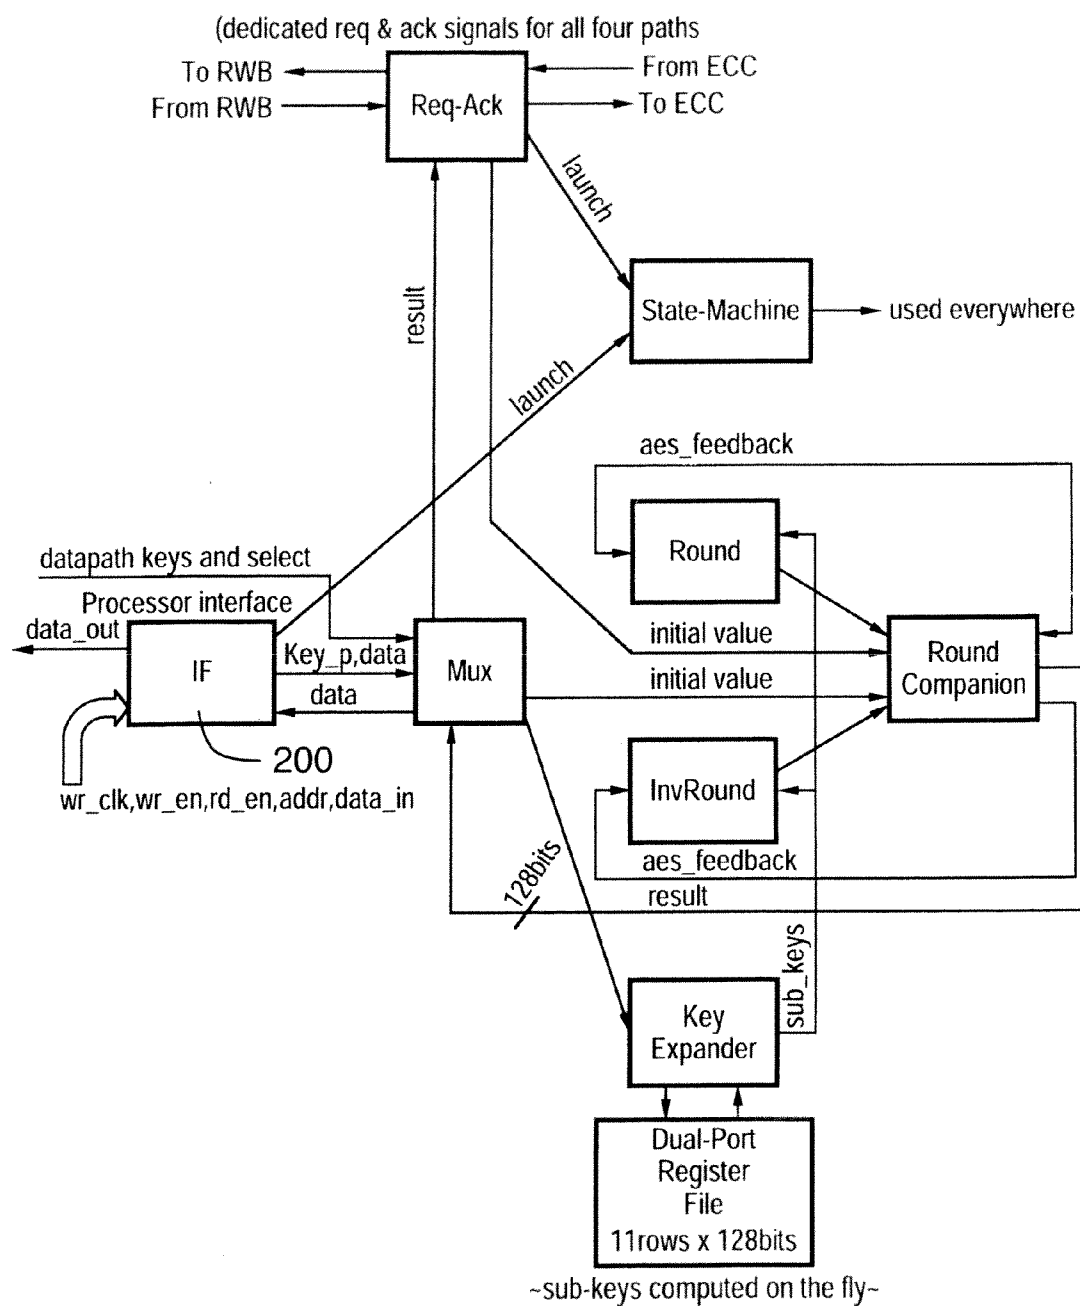 (dedicated req & ack signals for all four paths
To RWB
From ECC
From RWB
Req-Ack
To ECC
launch
result
State-Machine
used everywhere
launch
aes_feedback
Round
datapath keys and select
Processor interface
data_out
IF
Key_p,data
Mux
initial value
Round
Companion
data
initial value
200
wr_clk,wr_en,rd_en,addr,data_in
InvRound
aes_feedback
128bits
result
sub_keys
Key
Expander
Dual-Port
Register
File
11rows x 128bits
~sub-keys computed on the fly~